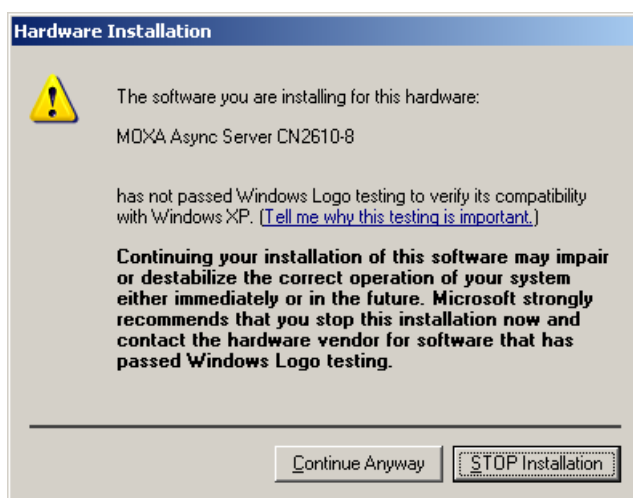 Hardware Installation
The software you are installing for this hardware:
MOXA Async Server CN2610-8
has not passed Windows Logo testing to verify its compatibility
with Windows XP. (Tell me why this testing is important.)
Continuing your installation of this software may impair
or destabilize the correct operation of your system
either immediately or in the future. Microsoft strongly
recommends that you stop this installation now and
contact the hardware vendor for software that has
passed Windows Logo testing.
Continue Anyway
STOP Installation